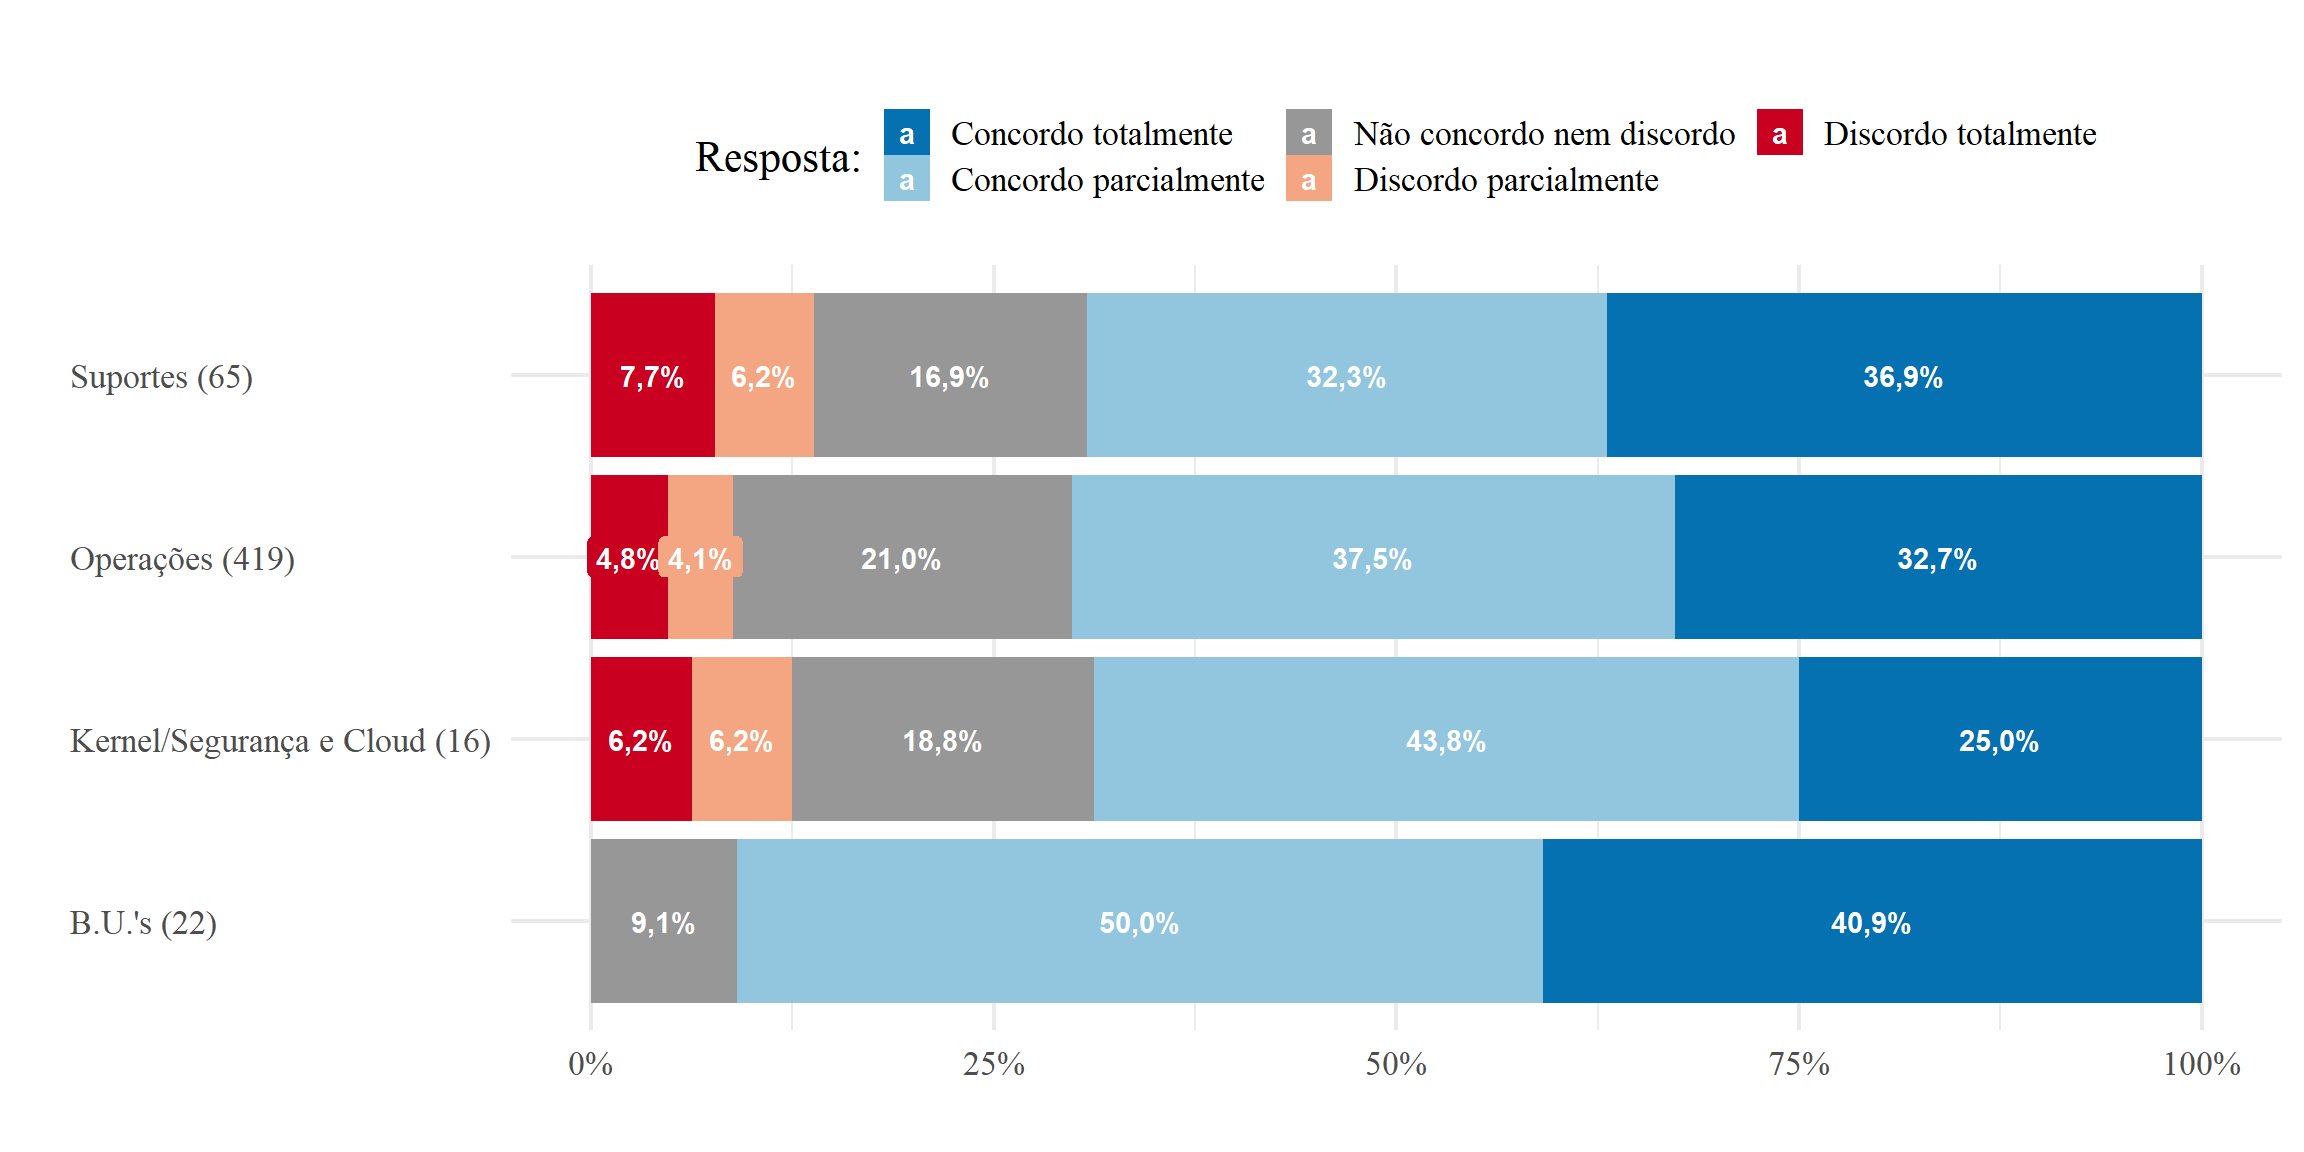 Resposta:
a Concordo totalmente a Não concordo nem discordo a Discordo totalmente
a Concordo parcialmente a Discordo parcialmente
Suportes (65) 7,7% 6,2% 16,9% 32,3% 36,9%
Operações (419) 4,8% 4,1% 21,0% 37,5% 32,7%
Kernel/Segurança e Cloud (16) 6,2% 6,2% 18,8% 43,8% 25,0%
B.U.'s (22) 9,1% 50,0% 40,9%
0% 25% 50% 75% 100%